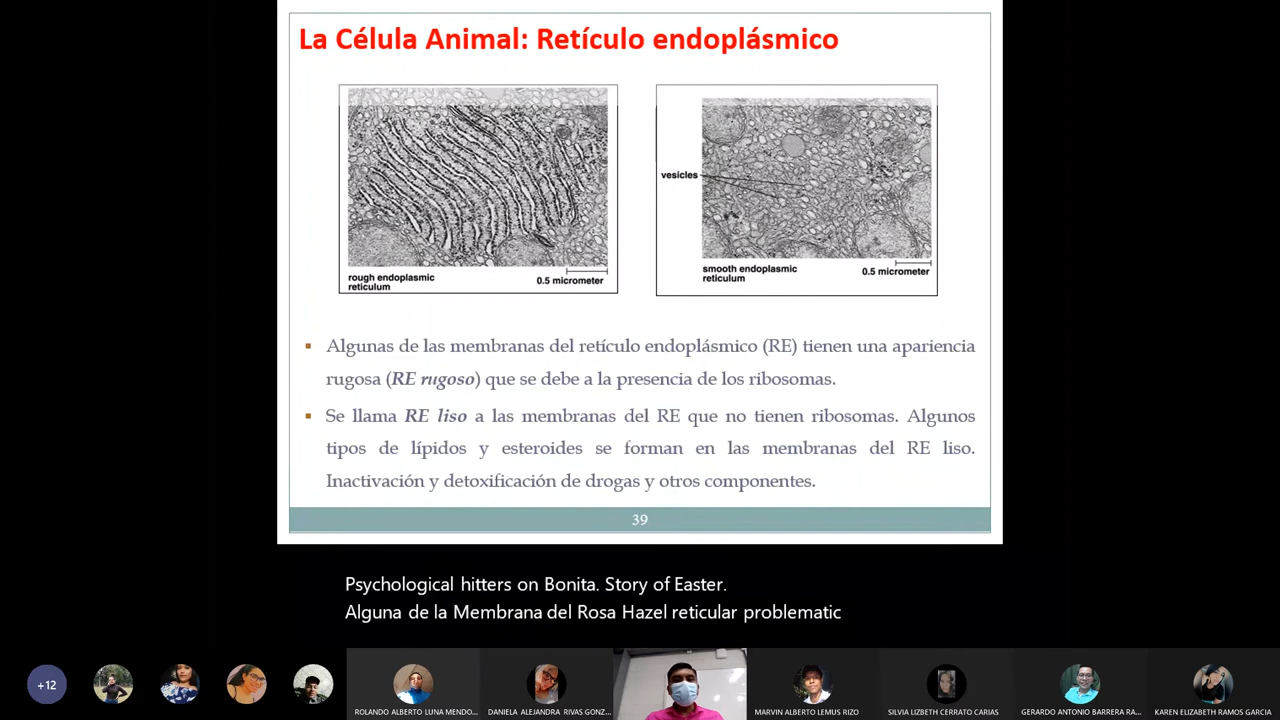 La Célula Animal: Retículo endoplásmico
vesicles
rough endoplasmic
reticulum
0.5 micrometer
smooth endoplasmic
reticulum
0.5 micrometer
Algunas de las membranas del retículo endoplásmico (RE) tienen una apariencia
rugosa (RE rugoso) que se debe a la presencia de los ribosomas.
Se llama RE liso a las membranas del RE que no tienen ribosomas. Algunos
tipos de lípidos y esteroides se forman en las membranas del RE liso.
Inactivación y detoxificación de drogas y otros componentes.
39
Psychological hitters on Bonita. Story of Easter.
Alguna de la Membrana del Rosa Hazel reticular problematic
+12
ROLANDO ALBERTO LUNA MENDO...
DANIELA ALEJANDRA RIVAS GONZ...
MARVIN ALBERTO LEMUS RIZO
SILVIA LIZBETH CERRATO CARIAS
GERARDO ANTONIO BARRERA RA...
KAREN ELIZABETH RAMOS GARCIA